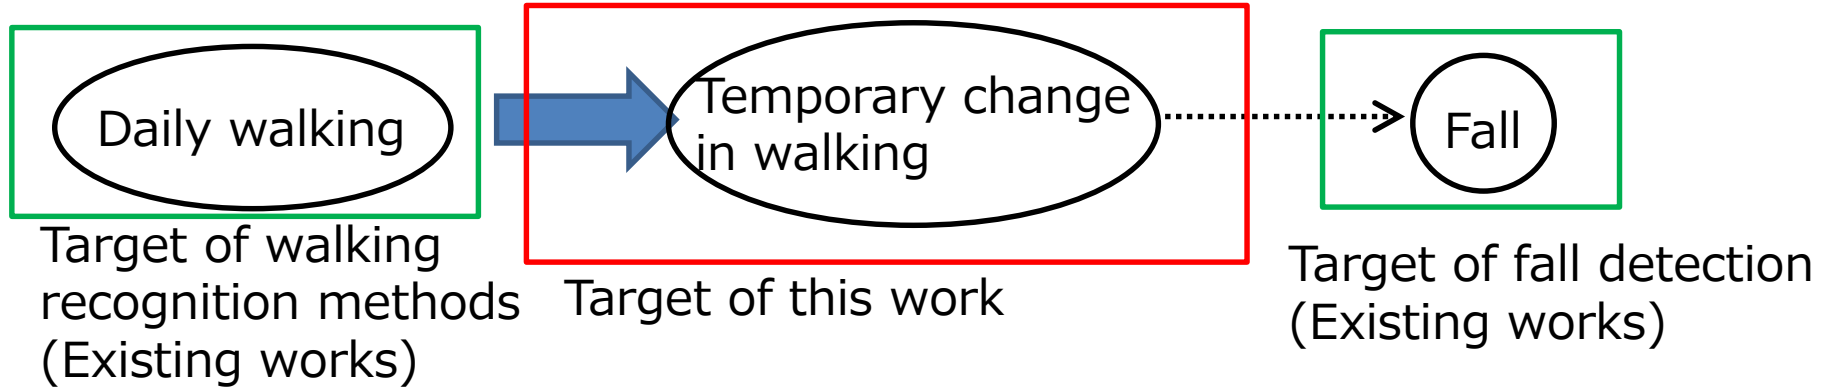 Daily walking
Temporary change
in walking
Fall
Target of walking
recognition methods
(Existing works)
Target of this work
Target of fall detection
(Existing works)